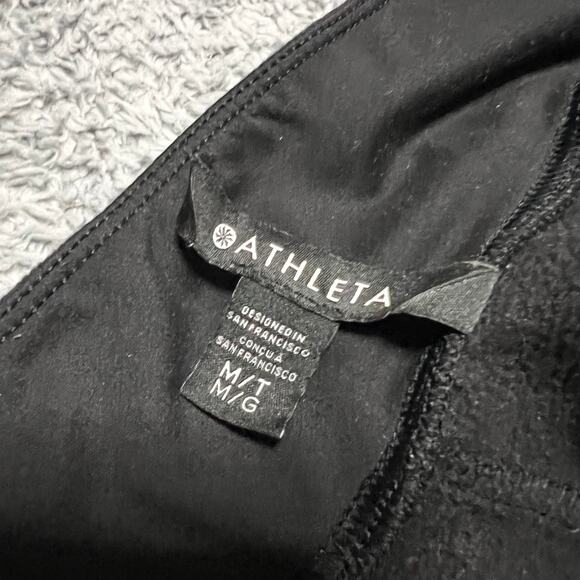 ATHLETA
DESIGNED IN
SAN FRANCISCO
CONÇU À
SAN FRANCISCO
M/T
M/G